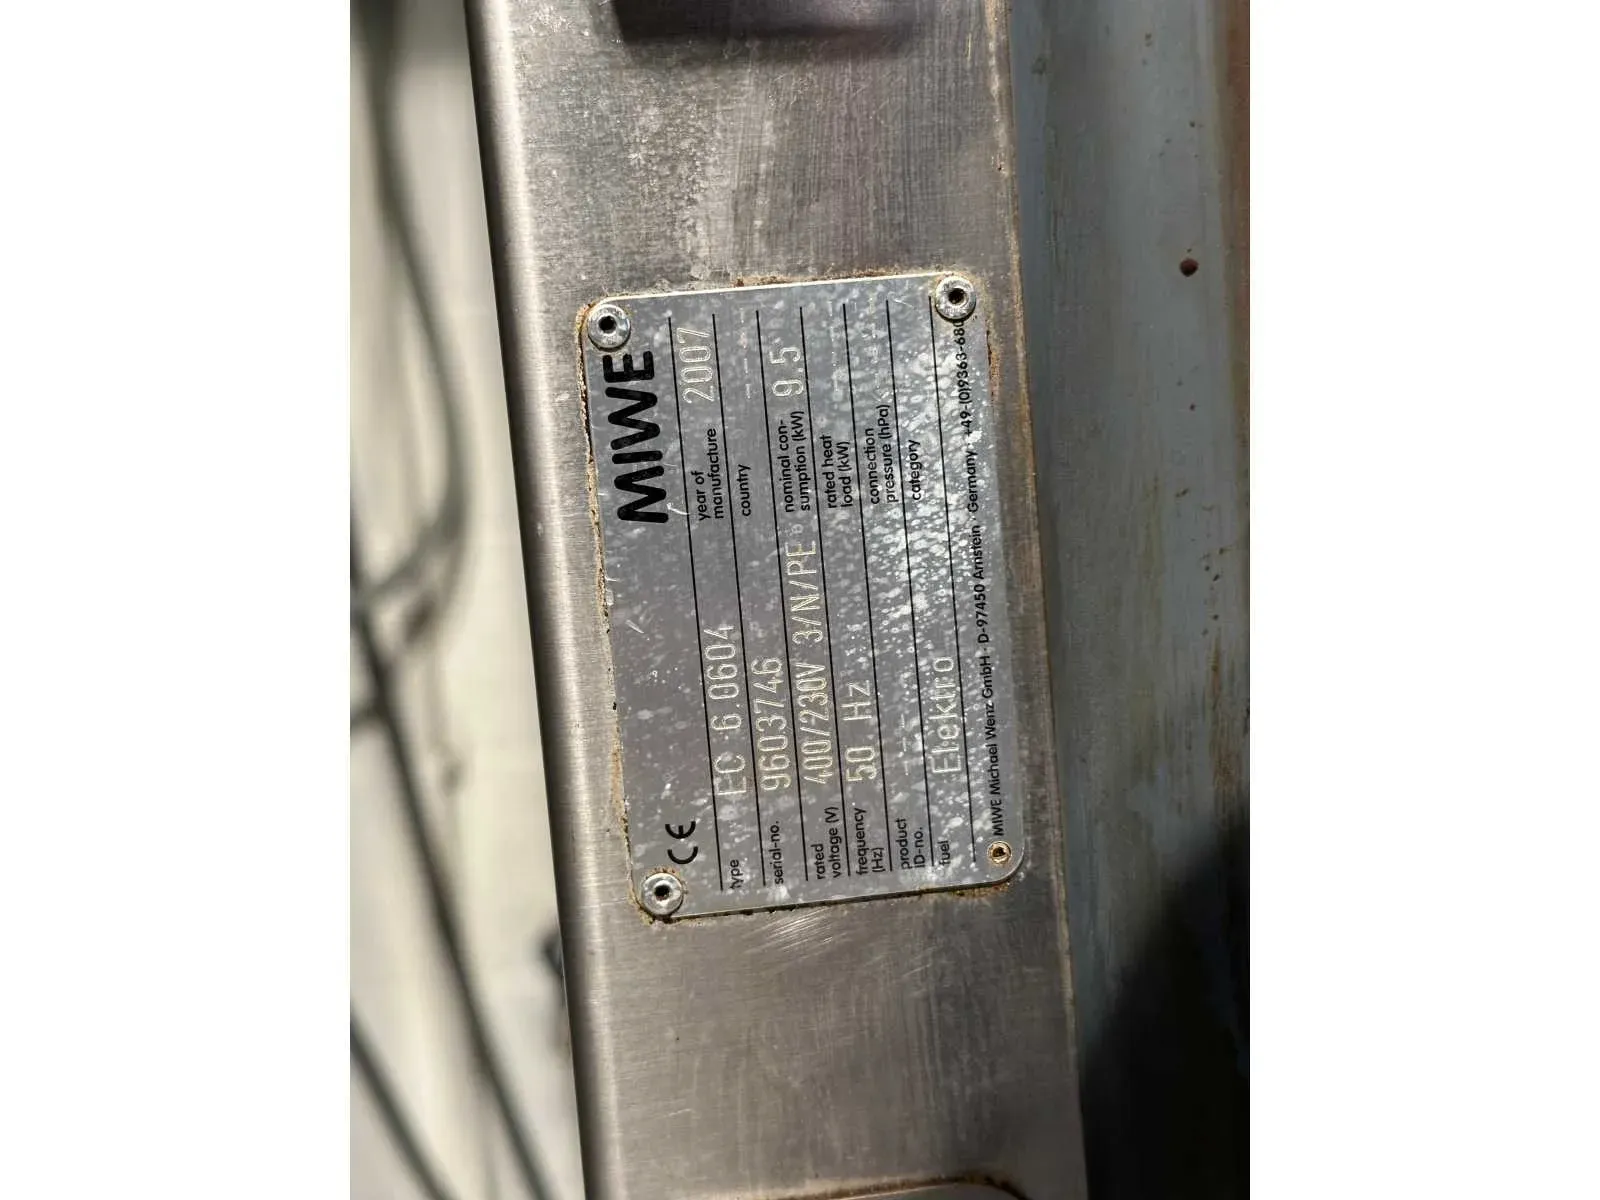 MIWE
CE
type EC 6.0604 year of manufacture 2007
serial-no. 9603746 country - - -
rated voltage (V) 400/230V 3/N/PE nominal con-sumption (kW) 9.5
frequency (Hz) 50 Hz rated heat load (kW) - - -
product ID-no. - - - connection pressure (hPa) - - -
fuel Elektro category
MIWE Michael Wenz GmbH · D-97450 Arnstein · Germany · +49-(0)9363-680